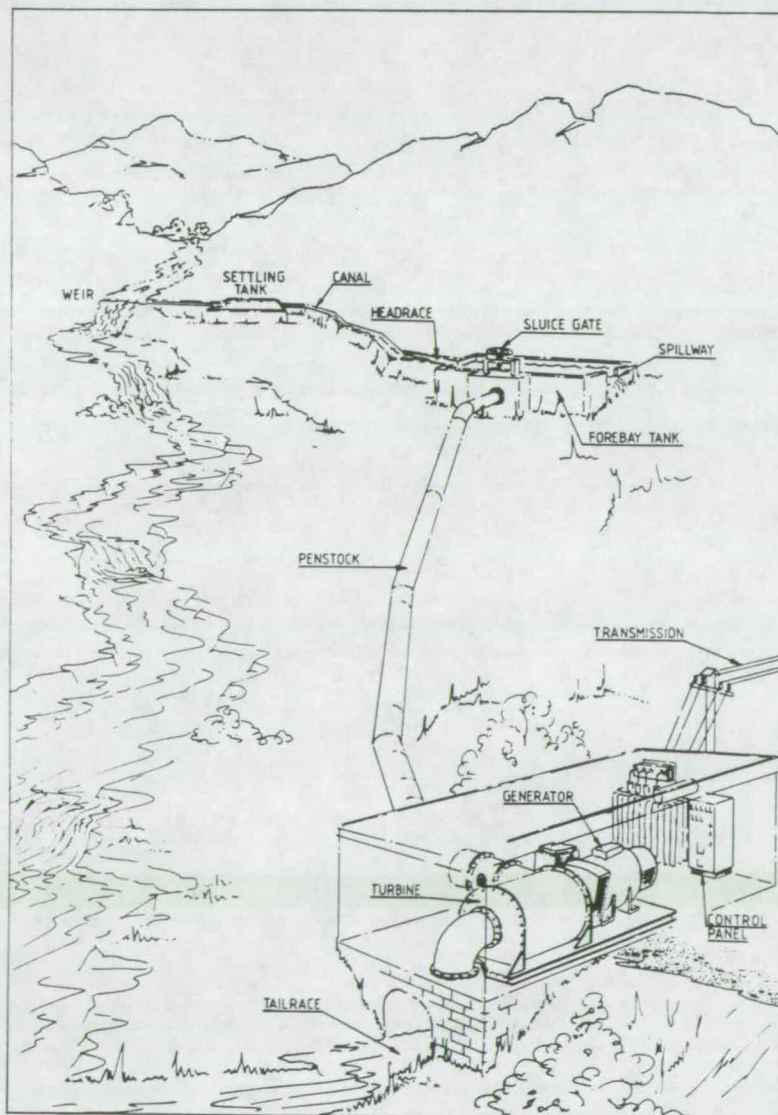 WEIR
SETTLING
TANK
CANAL
HEADRACE
SLUICE GATE
SPILLWAY
FOREBAY TANK
PENSTOCK
TRANSMISSION
GENERATOR
TURBINE
CONTROL
PANEL
TAILRACE